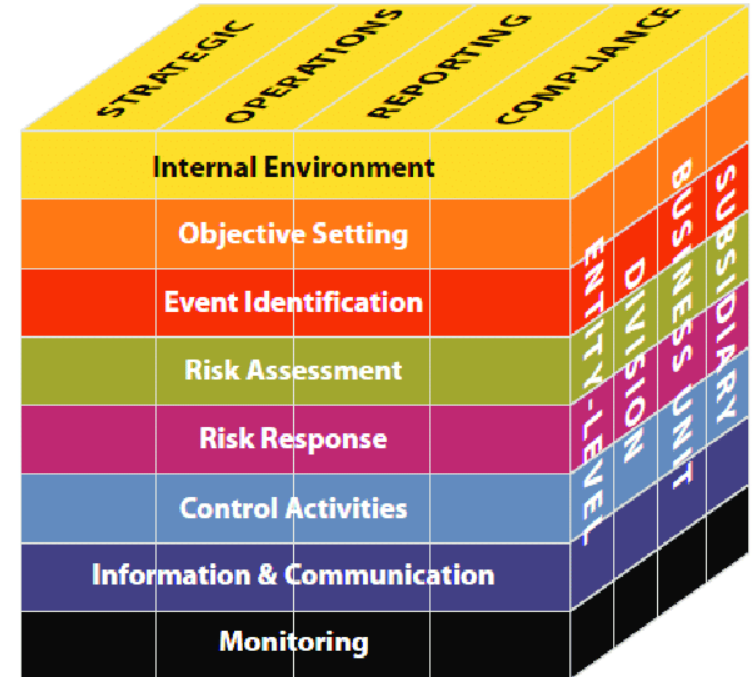 STRATEGIC
OPERATIONS
REPORTING
COMPLIANCE
Internal Environment
Objective Setting
Event Identification
Risk Assessment
Risk Response
Control Activities
Information & Communication
Monitoring
ENTITY-LEVEL
DIVISION
BUSINESS UNIT
SUBSIDIARY